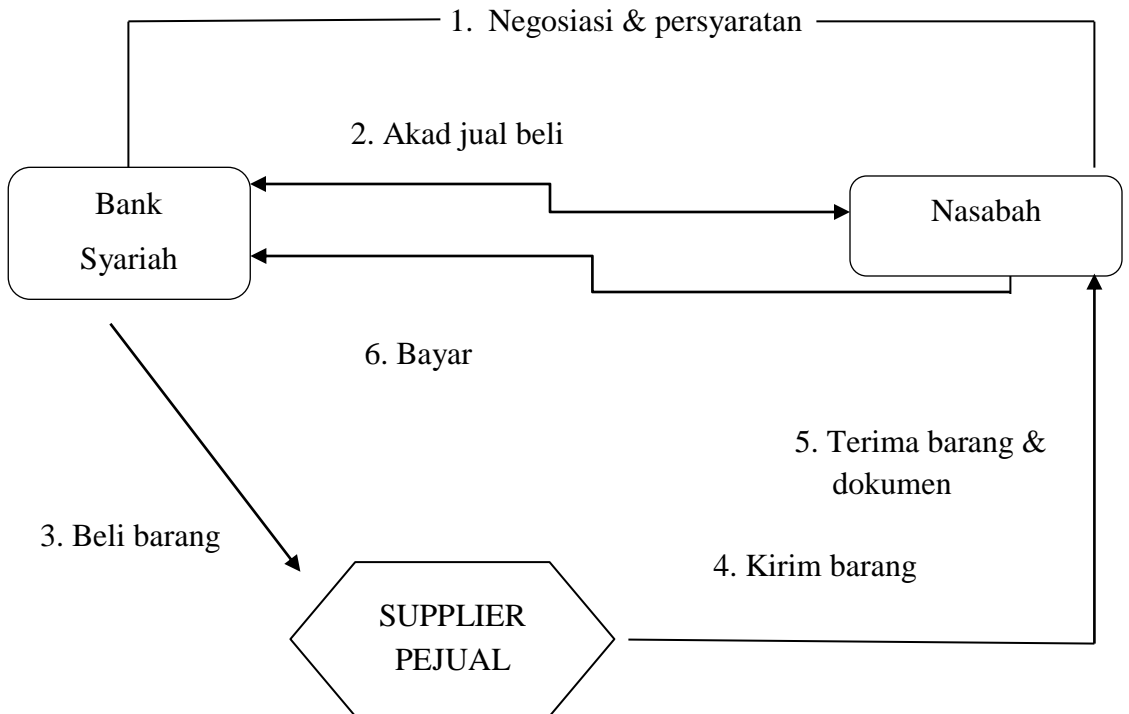 1. Negosiasi & persyaratan
2. Akad jual beli
Bank
Syariah
Nasabah
6. Bayar
5. Terima barang &
dokumen
3. Beli barang
4. Kirim barang
SUPPLIER
PEJUAL